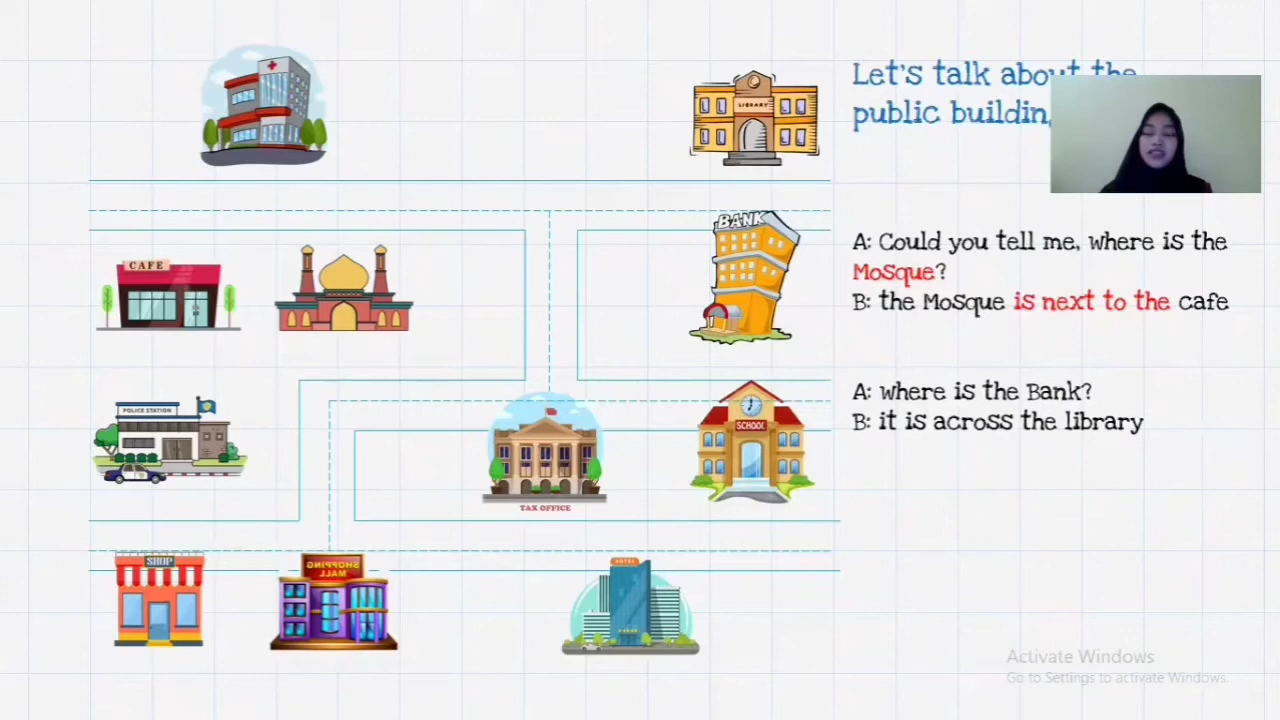 Let's talk about the
public
LIBRARY
BANK
A: Could you tell me, where is the
Mosque?
B: the Mosque is next to the cafe
CAFE
A: where is the Bank?
B: it is across the library
POLICE STATION
SCHOOL
TAX OFFICE
SHOP
SHOPPING
MALL
HOTEL
Activate Windows
Go to Settings to activate Windows.